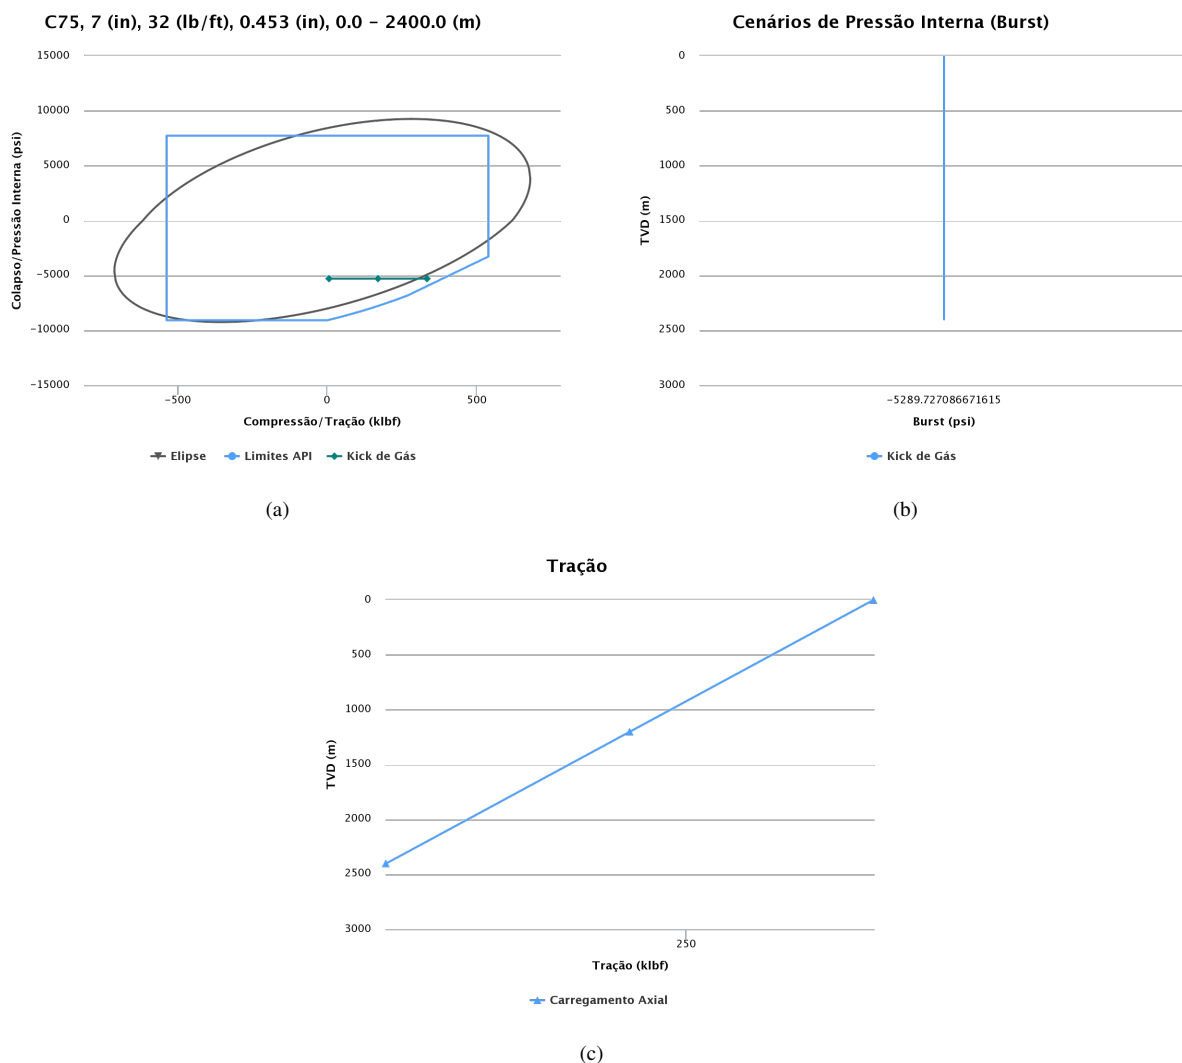 C75, 7 (in), 32 (lb/ft), 0.453 (in), 0.0 - 2400.0 (m)
15000
10000
5000
0
-5000
-10000
-15000
Colapso/Pressão Interna (psi)
-500
0
500
Compressão/Tração (klbf)
Elipse
Limites API
Kick de Gás
(a)
Cenários de Pressão Interna (Burst)
0
500
1000
1500
2000
2500
3000
TVD (m)
-5289.727086671615
Burst (psi)
Kick de Gás
(b)
Tração
0
500
1000
1500
2000
2500
3000
TVD (m)
250
Tração (klbf)
Carregamento Axial
(c)